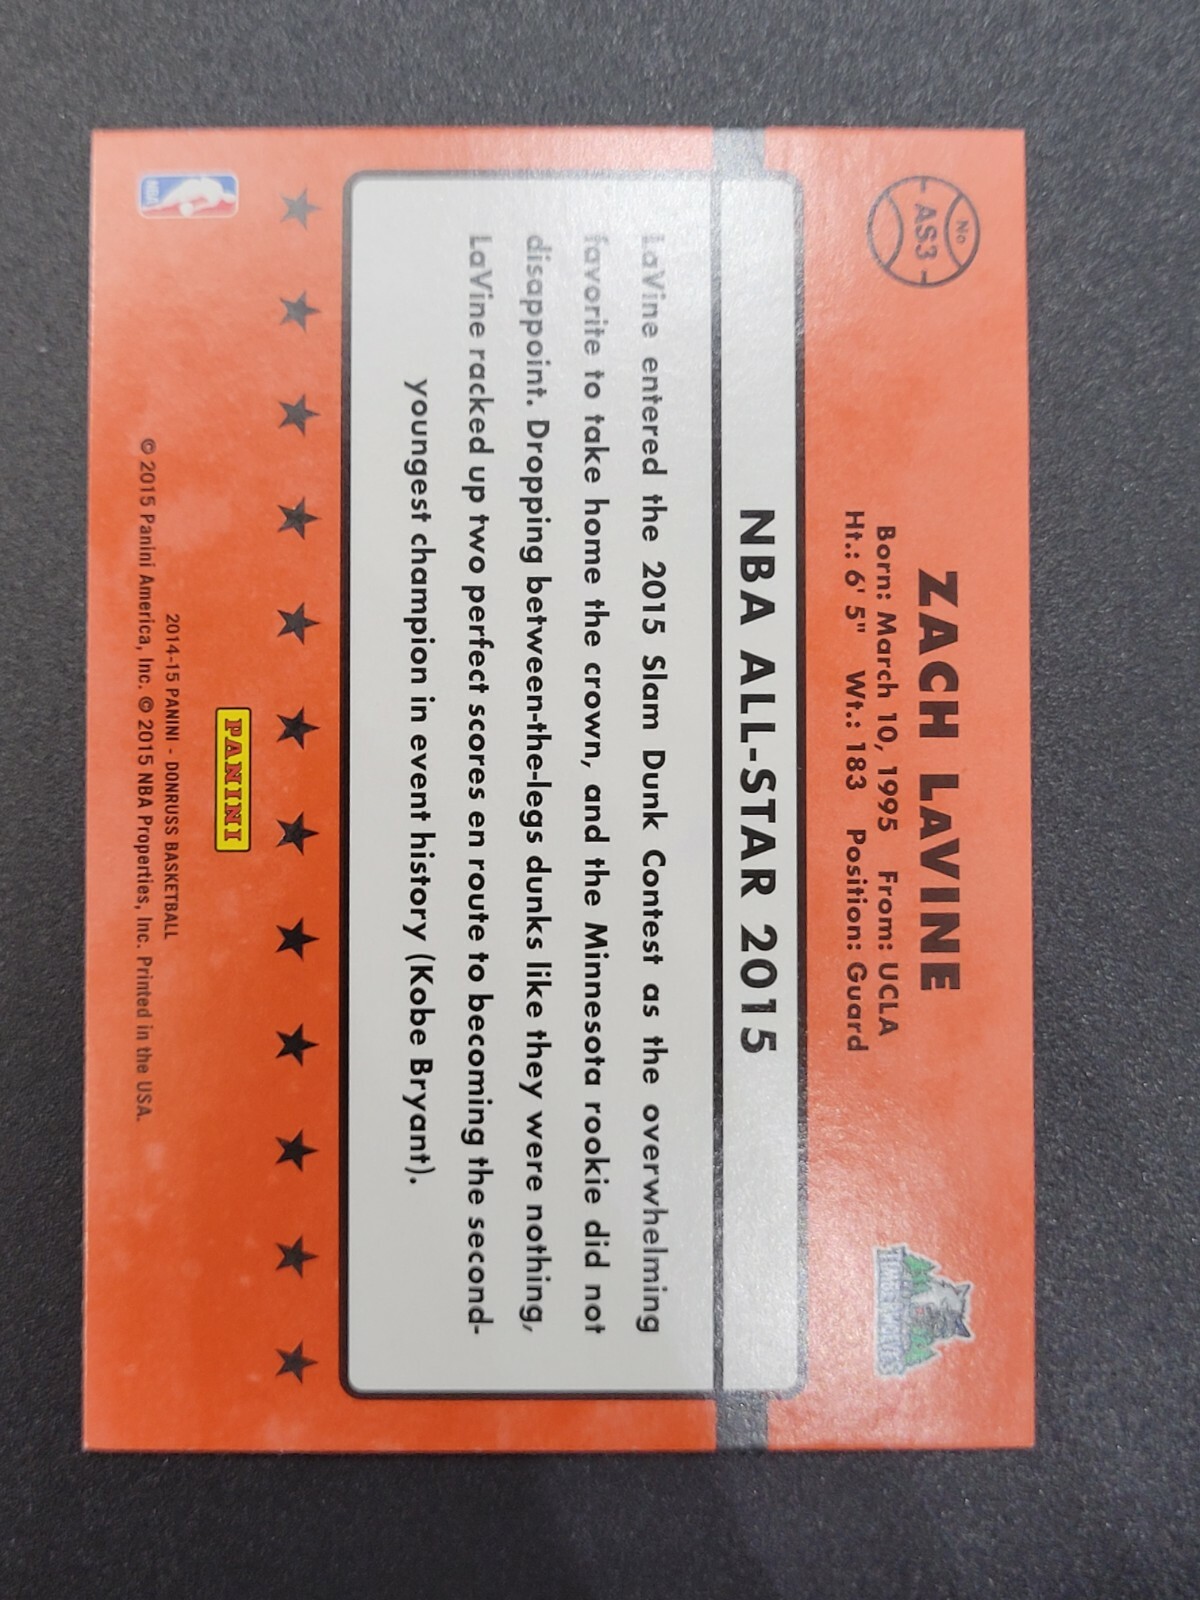 No
AS3
ZACH LAVINE
Born: March 10, 1995 From: UCLA
Ht.: 6' 5" Wt.: 183 Position: Guard
TIMBERWOLVES
NBA ALL-STAR 2015
LaVine entered the 2015 Slam Dunk Contest as the overwhelming
favorite to take home the crown, and the Minnesota rookie did not
disappoint. Dropping between-the-legs dunks like they were nothing,
LaVine racked up two perfect scores en route to becoming the second-
youngest champion in event history (Kobe Bryant).
PANINI
NBA
2014-15 PANINI - DONRUSS BASKETBALL
© 2015 Panini America, Inc. © 2015 NBA Properties, Inc. Printed in the USA.